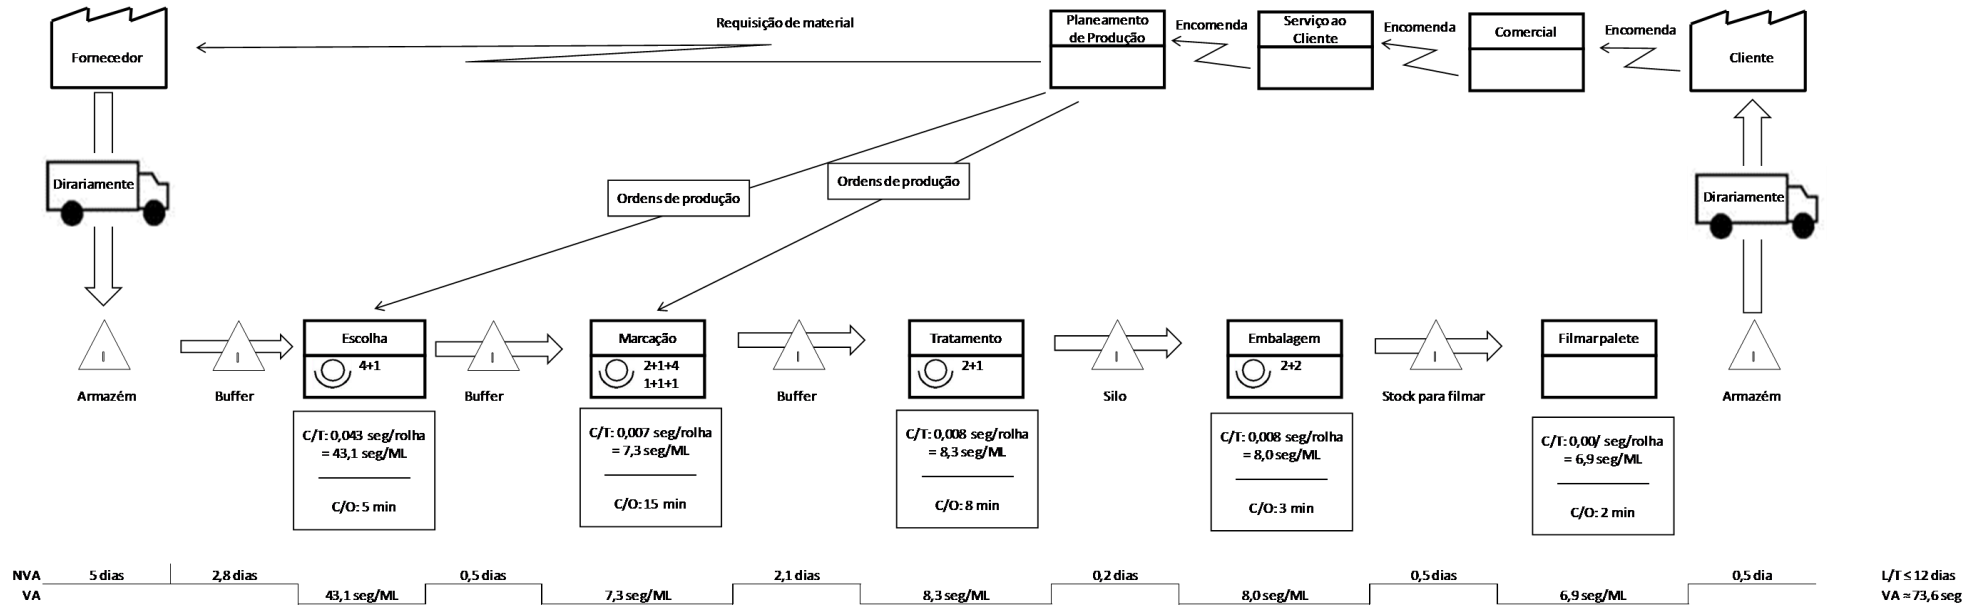 Requisição de material
Planeamento
de Produção
Encomenda
Serviço ao
Cliente
Encomenda
Comercial
Encomenda
Fornecedor
Cliente
Dirariamente
Dirariamente
Ordens de produção
Ordens de produção
I
I
Escolha
4+1
I
Marcação
2+1+4
1+1+1
I
Tratamento
2+1
I
Embalagem
2+2
I
Filmar palete
I
Armazém
Buffer
Buffer
Buffer
Silo
Stock para filmar
Armazém
C/T: 0,043 seg/rolha
= 43,1 seg/ML
C/O: 5 min
C/T: 0,007 seg/rolha
= 7,3 seg/ML
C/O: 15 min
C/T: 0,008 seg/rolha
= 8,3 seg/ML
C/O: 8 min
C/T: 0,008 seg/rolha
= 8,0 seg/ML
C/O: 3 min
C/T: 0,00/ seg/rolha
= 6,9 seg/ML
C/O: 2 min
NVA 5 dias 2,8 dias 0,5 dias 2,1 dias 0,2 dias 0,5 dias 0,5 dia L/T ≤ 12 dias
VA 43,1 seg/ML 7,3 seg/ML 8,3 seg/ML 8,0 seg/ML 6,9 seg/ML VA ≈ 73,6 seg